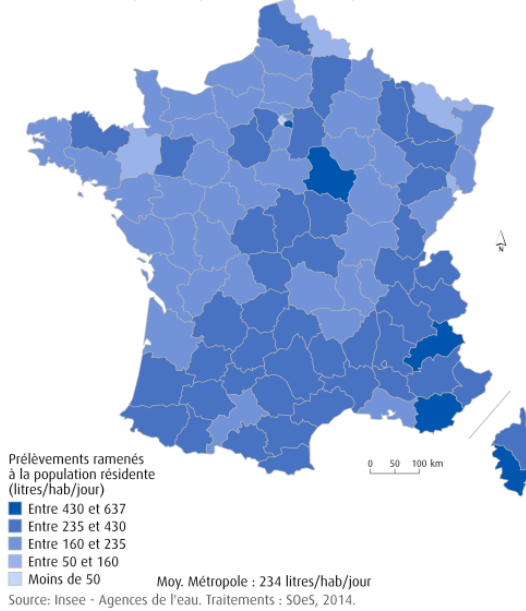 N
0 50 100 km
Prélèvements ramenés
à la population résidente
(litres/hab/jour)
Entre 430 et 637
Entre 235 et 430
Entre 160 et 235
Entre 50 et 160
Moins de 50
Moy. Métropole : 234 litres/hab/jour
Source: Insee - Agences de l'eau. Traitements : SOeS, 2014.